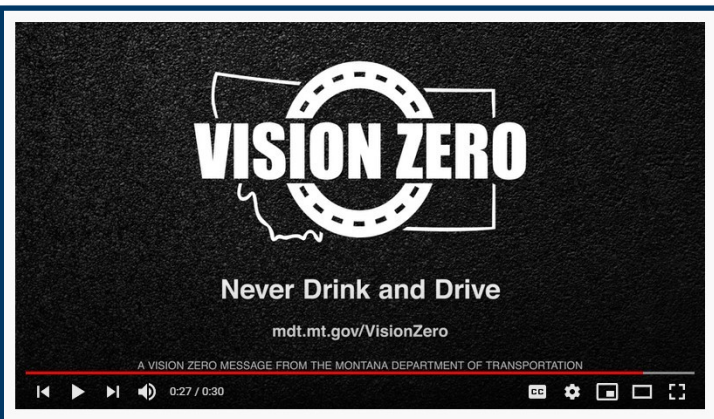 VISION ZERO
Never Drink and Drive
mdt.mt.gov/VisionZero
A VISION ZERO MESSAGE FROM THE MONTANA DEPARTMENT OF TRANSPORTATION
0:27 / 0:30
CC